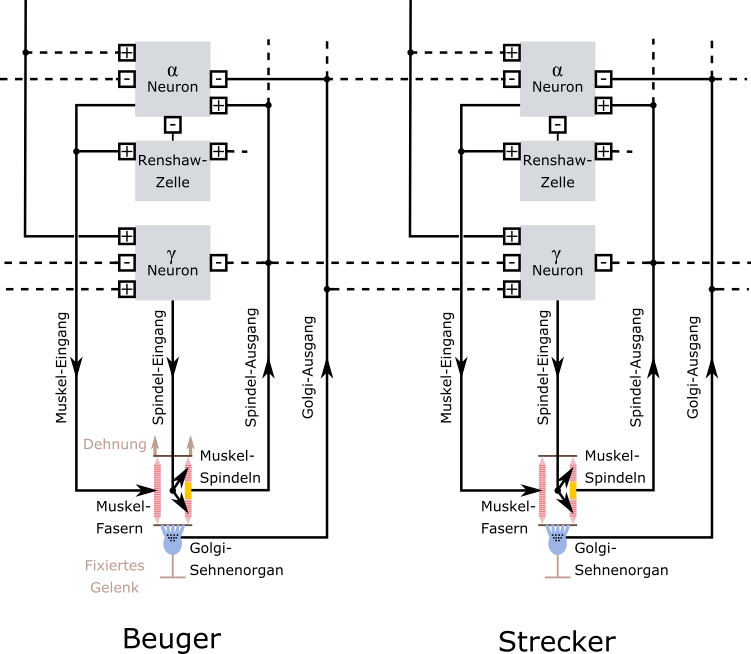 +
+
-
α
Neuron
-
-
α
Neuron
-
+
+
-
-
+
Renshaw-
Zelle
+
+
Renshaw-
Zelle
+
+
+
-
γ
Neuron
-
-
γ
Neuron
-
+
+
Muskel-Eingang
Spindel-Eingang
Spindel-Ausgang
Golgi-Ausgang
Muskel-Eingang
Spindel-Eingang
Spindel-Ausgang
Golgi-Ausgang
Dehnung
Muskel-
Spindeln
Muskel-
Spindeln
Muskel-
Fasern
Muskel-
Fasern
Golgi-
Sehnenorgan
Golgi-
Sehnenorgan
Fixiertes
Gelenk
Beuger
Strecker